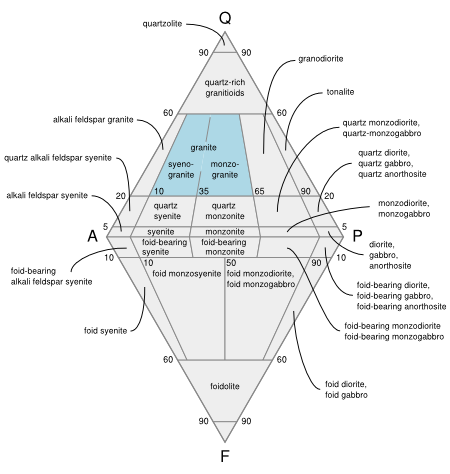 Q
quartzolite
90
90
quartz-rich
granitioids
granodiorite
tonalite
60
60
alkali feldspar granite
granite
quartz monzodiorite,
quartz-monzogabbro
quartz alkali feldspar syenite
syeno-
granite
monzo-
granite
quartz diorite,
quartz gabbro,
quartz anorthosite
alkali feldspar syenite
20
10
35
65
90
20
quartz
syenite
quartz
monzonite
monzodiorite,
monzogabbro
5
5
syenite
monzonite
A
P
foid-bearing
syenite
foid-bearing
monzonite
diorite,
gabbro,
anorthosite
10
10
50
90
10
foid-bearing
alkali feldspar syenite
foid monzosyenite
foid monzodiorite,
foid monzogabbro
foid-bearing diorite,
foid-bearing gabbro,
foid-bearing anorthosite
foid syenite
foid-bearing monzodiorite
foid-bearing monzogabbro
60
60
foidolite
foid diorite,
foid gabbro
90
90
F